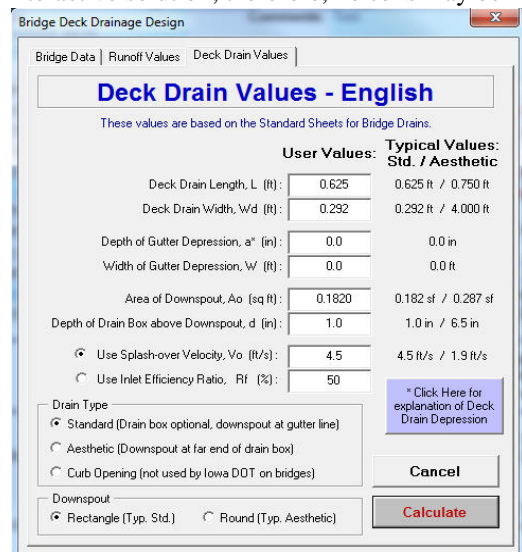 Bridge Deck Drainage Design
Bridge Data | Runoff Values | Deck Drain Values
Deck Drain Values - English
These values are based on the Standard Sheets for Bridge Drains.
User Values: Typical Values:
Std. / Aesthetic
Deck Drain Length, L (ft): 0.625 0.625 ft / 0.750 ft
Deck Drain Width, Wd (ft): 0.292 0.292 ft / 4.000 ft
Depth of Gutter Depression, a* (in): 0.0 0.0 in
Width of Gutter Depression, W (ft): 0.0 0.0 ft
Area of Downspout, Ao (sq ft): 0.1820 0.182 sf / 0.287 sf
Depth of Drain Box above Downspout, d (in): 1.0 1.0 in / 6.5 in
Use Splash-over Velocity, Vo (ft/s): 4.5 4.5 ft/s / 1.9 ft/s
Use Inlet Efficiency Ratio, Rf (%): 50
* Click Here for
explanation of Deck
Drain Depression
Drain Type
Standard (Drain box optional, downspout at gutter line)
Aesthetic (Downspout at far end of drain box)
Curb Opening (not used by Iowa DOT on bridges)
Cancel
Downspout
Rectangle (Typ. Std.) Round (Typ. Aesthetic)
Calculate